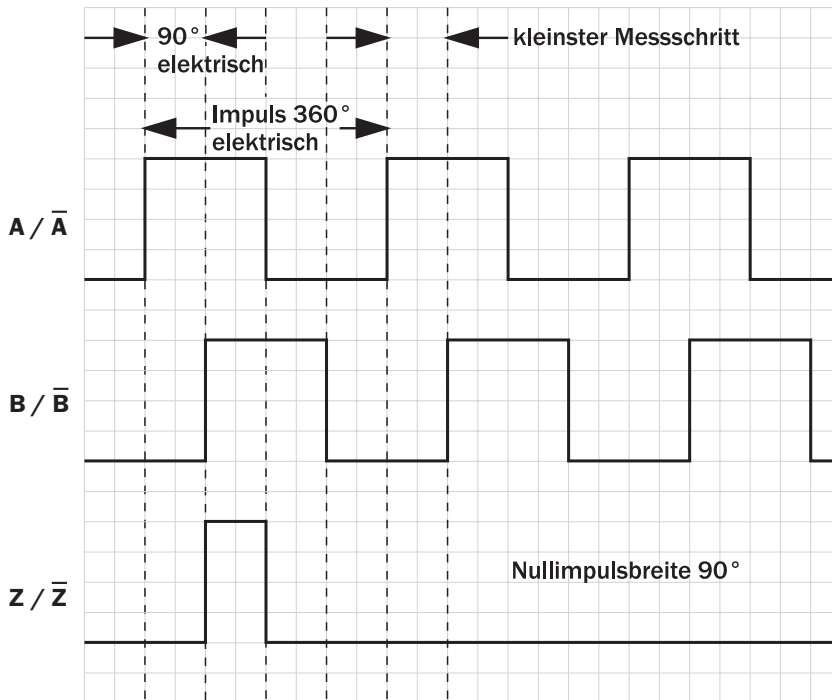 90°
elektrisch
kleinster Messschritt
Impuls 360°
elektrisch
A / A̅
B / B̅
Nullimpulsbreite 90°
Z / Z̅